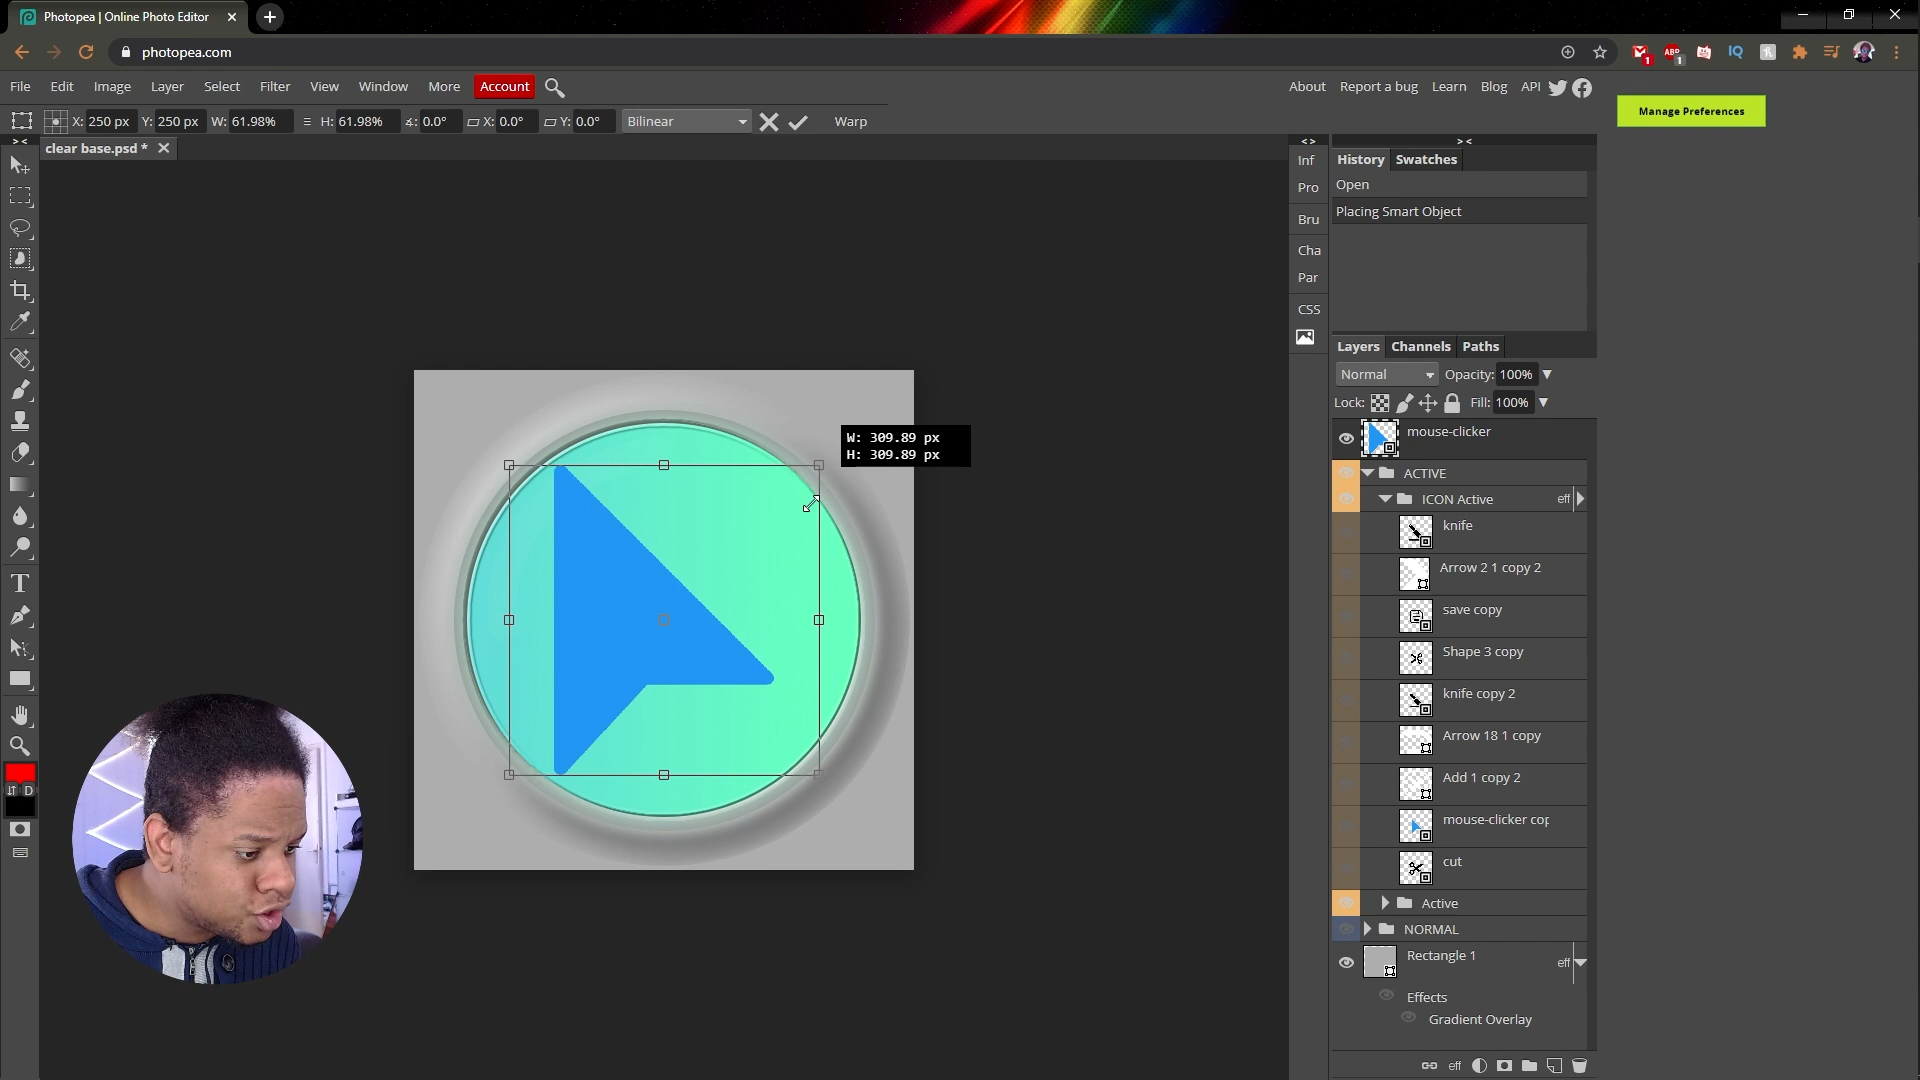 Photopea | Online Photo Editor
photopea.com
ABP
1
1
IQ
File Edit Image Layer Select Filter View Window More Account
About Report a bug Learn Blog API
X: 250 px Y: 250 px W: 61.98% H: 61.98% 0.0° X: 0.0° Y: 0.0° Bilinear Warp
Manage Preferences
clear base.psd *
Inf
Pro
Bru
Cha
Par
CSS
History Swatches
Open
Placing Smart Object
Layers Channels Paths
Normal Opacity: 100%
Lock: Fill: 100%
W: 309.89 px
H: 309.89 px
mouse-clicker
ACTIVE
ICON Active eff
knife
Arrow 2 1 copy 2
save copy
Shape 3 copy
knife copy 2
Arrow 18 1 copy
Add 1 copy 2
mouse-clicker cop
cut
Active
NORMAL
Rectangle 1 eff
Effects
Gradient Overlay
eff
T
D